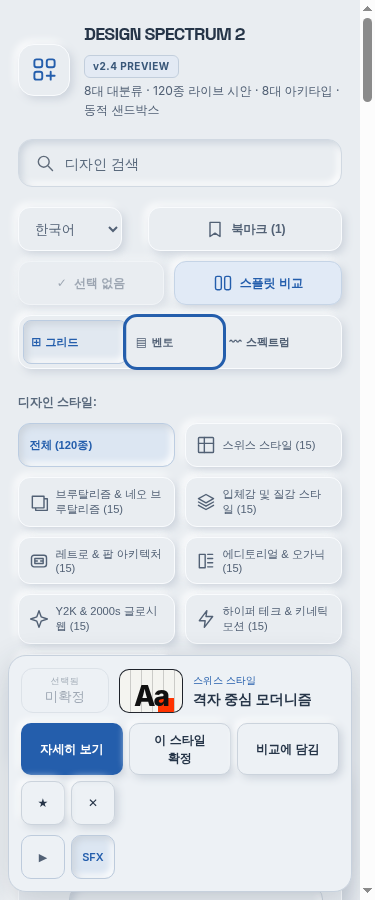 DESIGN SPECTRUM 2
v2.4 PREVIEW
8대 대분류 · 120종 라이브 시안 · 8대 아키타입 ·
동적 샌드박스
디자인 검색
한국어
북마크 (1)
✓ 선택 없음
스플릿 비교
⊞ 그리드
▤ 벤토
〰 스펙트럼
디자인 스타일:
전체 (120종)
스위스 스타일 (15)
브루탈리즘 & 네오 브
루탈리즘 (15)
입체감 및 질감 스타
일 (15)
레트로 & 팝 아키텍처
(15)
에디토리얼 & 오가닉
(15)
Y2K & 2000s 글로시
웹 (15)
하이퍼 테크 & 키네틱
모션 (15)
선택됨
미확정
Aa
스위스 스타일
격자 중심 모더니즘
자세히 보기
이 스타일
확정
비교에 담김
★
✕
▶
SFX